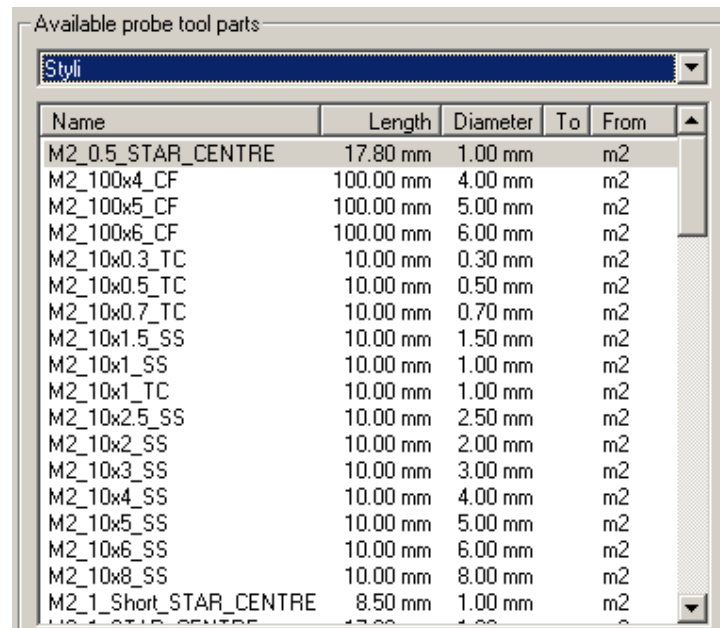 Available probe tool parts
Styli
Name Length Diameter To From
M2_0.5_STAR_CENTRE 17.80 mm 1.00 mm m2
M2_100x4_CF 100.00 mm 4.00 mm m2
M2_100x5_CF 100.00 mm 5.00 mm m2
M2_100x6_CF 100.00 mm 6.00 mm m2
M2_10x0.3_TC 10.00 mm 0.30 mm m2
M2_10x0.5_TC 10.00 mm 0.50 mm m2
M2_10x0.7_TC 10.00 mm 0.70 mm m2
M2_10x1.5_SS 10.00 mm 1.50 mm m2
M2_10x1_SS 10.00 mm 1.00 mm m2
M2_10x1_TC 10.00 mm 1.00 mm m2
M2_10x2.5_SS 10.00 mm 2.50 mm m2
M2_10x2_SS 10.00 mm 2.00 mm m2
M2_10x3_SS 10.00 mm 3.00 mm m2
M2_10x4_SS 10.00 mm 4.00 mm m2
M2_10x5_SS 10.00 mm 5.00 mm m2
M2_10x6_SS 10.00 mm 6.00 mm m2
M2_10x8_SS 10.00 mm 8.00 mm m2
M2_1_Short_STAR_CENTRE 8.50 mm 1.00 mm m2